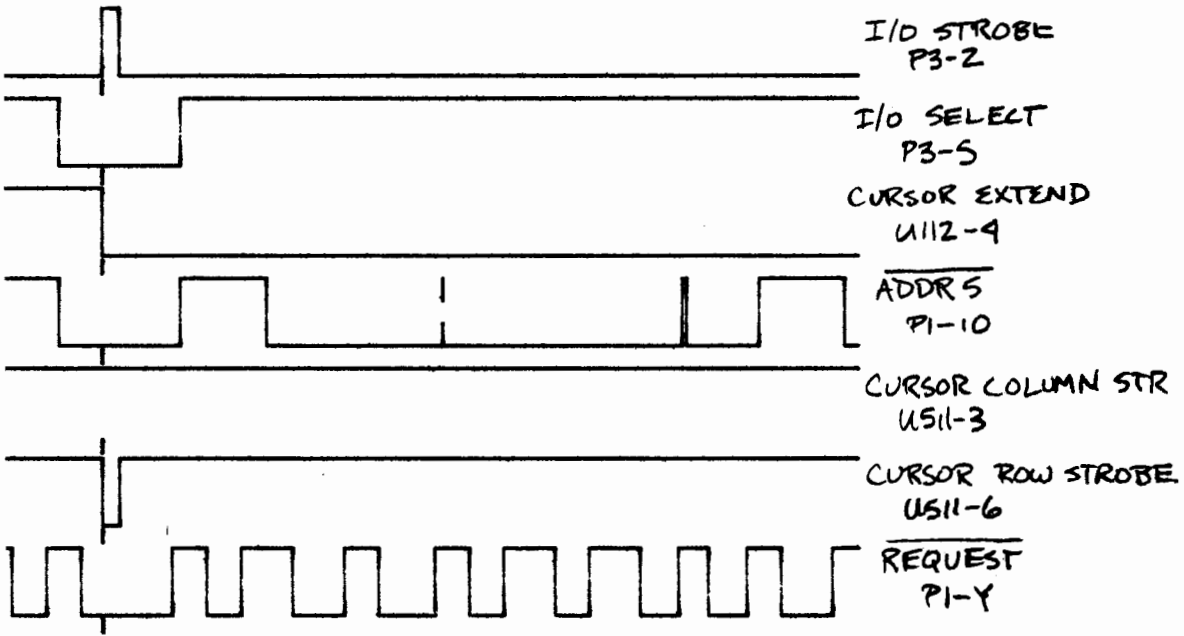 I/O STROBE
P3-2
I/O SELECT
P3-5
CURSOR EXTEND
U112-4
ADDR 5
P1-10
CURSOR COLUMN STR
U511-3
CURSOR ROW STROBE
U511-6
REQUEST
P1-Y